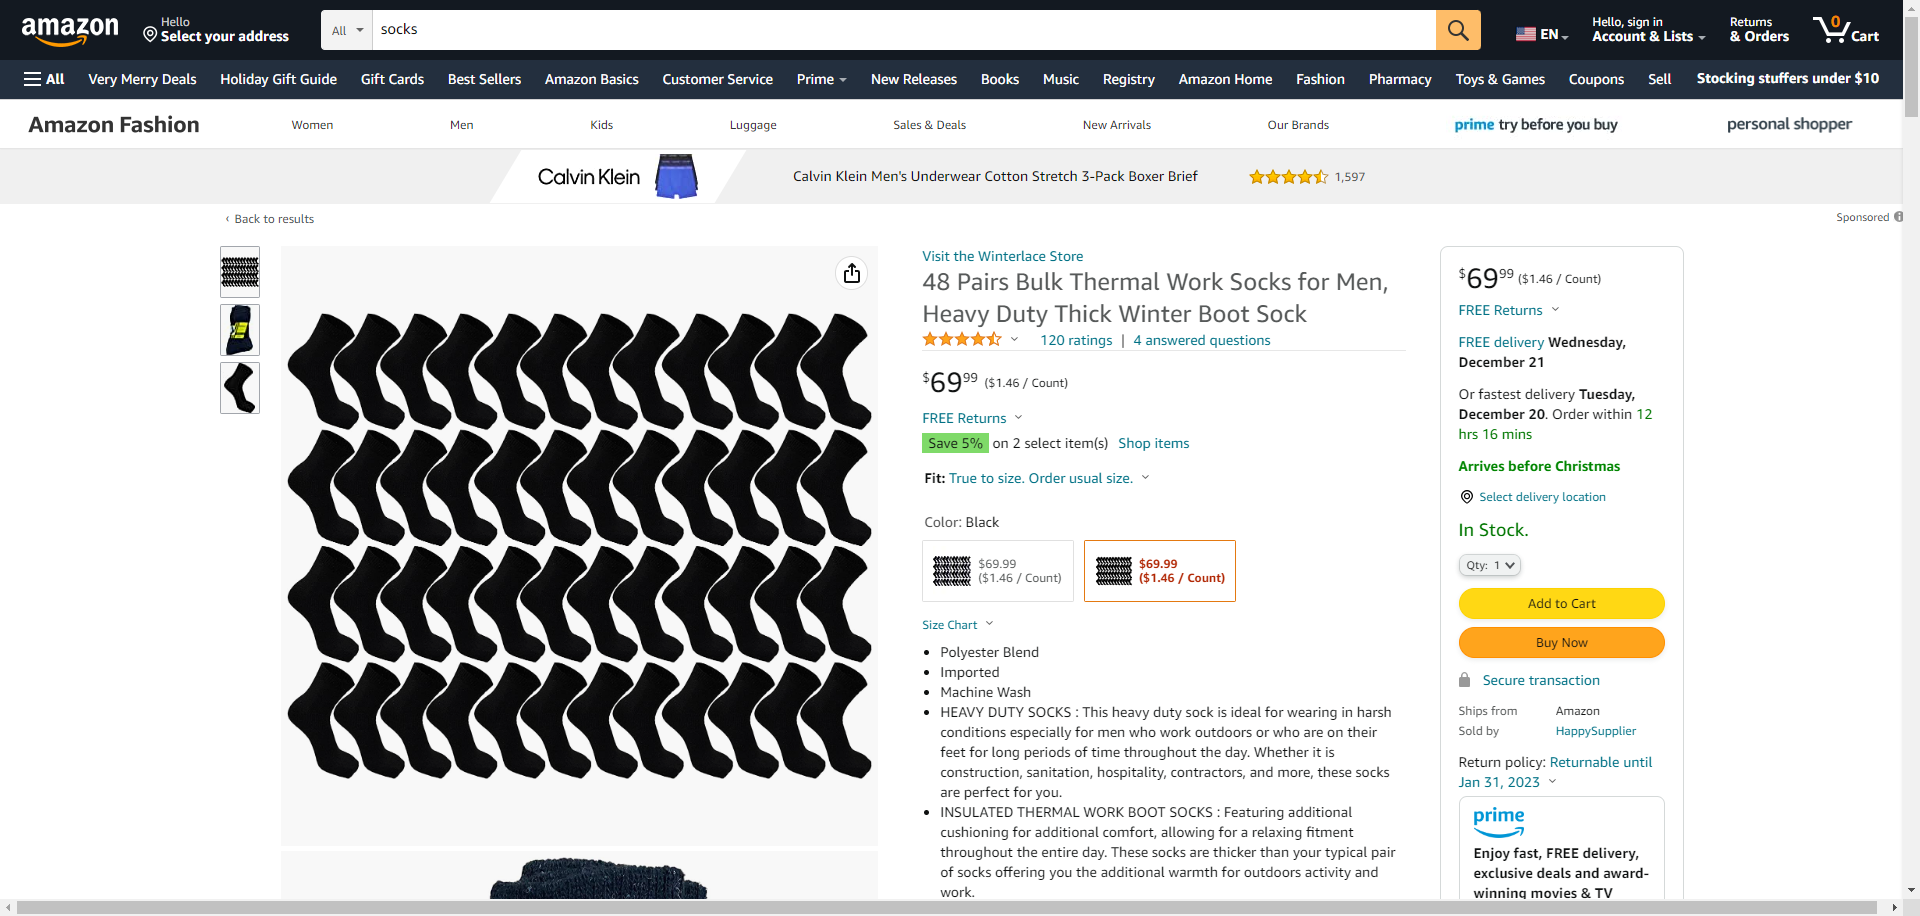 amazon
Hello
Select your address
All
socks
EN
Hello, sign in
Account & Lists
Returns
& Orders
0
Cart
All
Very Merry Deals
Holiday Gift Guide
Gift Cards
Best Sellers
Amazon Basics
Customer Service
Prime
New Releases
Books
Music
Registry
Amazon Home
Fashion
Pharmacy
Toys & Games
Coupons
Sell
Stocking stuffers under $10
Amazon Fashion
Women
Men
Kids
Luggage
Sales & Deals
New Arrivals
Our Brands
prime try before you buy
personal shopper
Calvin Klein
Calvin Klein Men's Underwear Cotton Stretch 3-Pack Boxer Brief
1,597
‹ Back to results
Sponsored
Visit the Winterlace Store
48 Pairs Bulk Thermal Work Socks for Men,
Heavy Duty Thick Winter Boot Sock
120 ratings | 4 answered questions
$69.99 ($1.46 / Count)
FREE Returns
Save 5% on 2 select item(s) Shop items
Fit: True to size. Order usual size.
Color: Black
$69.99
($1.46 / Count)
$69.99
($1.46 / Count)
Size Chart
• Polyester Blend
• Imported
• Machine Wash
• HEAVY DUTY SOCKS : This heavy duty sock is ideal for wearing in harsh
conditions especially for men who work outdoors or who are on their
feet for long periods of time throughout the day. Whether it is
construction, sanitation, hospitality, contractors, and more, these socks
are perfect for you.
• INSULATED THERMAL WORK BOOT SOCKS : Featuring additional
cushioning for additional comfort, allowing for a relaxing fitment
throughout the entire day. These socks are thicker than your typical pair
of socks offering you the additional warmth for outdoors activity and
work.
$69.99 ($1.46 / Count)
FREE Returns
FREE delivery Wednesday,
December 21
Or fastest delivery Tuesday,
December 20. Order within 12
hrs 16 mins
Arrives before Christmas
Select delivery location
In Stock.
Qty: 1
Add to Cart
Buy Now
Secure transaction
Ships from Amazon
Sold by HappySupplier
Return policy: Returnable until
Jan 31, 2023
prime
Enjoy fast, FREE delivery,
exclusive deals and award-
winning movies & TV